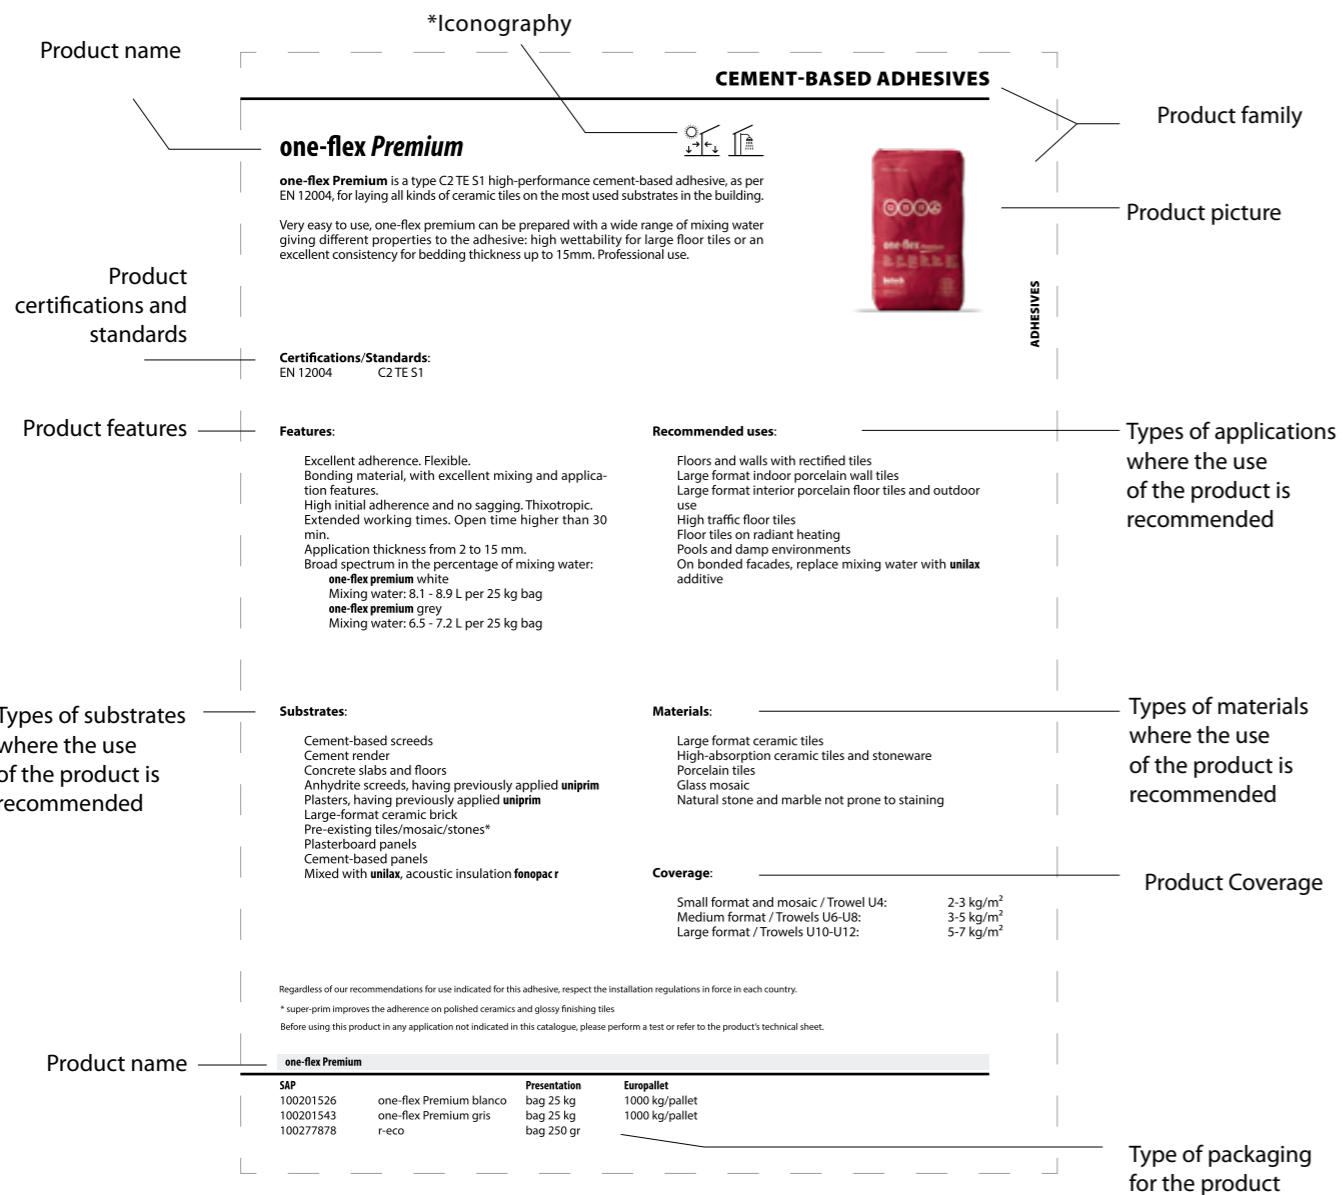 *Iconography
Product name
CEMENT-BASED ADHESIVES
Product family
one-flex Premium
one-flex Premium is a type C2 TE S1 high-performance cement-based adhesive, as per
EN 12004, for laying all kinds of ceramic tiles on the most used substrates in the building.
Very easy to use, one-flex premium can be prepared with a wide range of mixing water
giving different properties to the adhesive: high wettability for large floor tiles or an
excellent consistency for bedding thickness up to 15mm. Professional use.
one-flex Premium
Product picture
ADHESIVES
Product
certifications and
standards
Certifications/Standards:
EN 12004 C2 TE S1
Product features
Features:
Excellent adherence. Flexible.
Bonding material, with excellent mixing and applica-
tion features.
High initial adherence and no sagging. Thixotropic.
Extended working times. Open time higher than 30
min.
Application thickness from 2 to 15 mm.
Broad spectrum in the percentage of mixing water:
one-flex premium white
Mixing water: 8.1 - 8.9 L per 25 kg bag
one-flex premium grey
Mixing water: 6.5 - 7.2 L per 25 kg bag
Recommended uses:
Floors and walls with rectified tiles
Large format indoor porcelain wall tiles
Large format interior porcelain floor tiles and outdoor
use
High traffic floor tiles
Floor tiles on radiant heating
Pools and damp environments
On bonded facades, replace mixing water with unilax
additive
Types of applications
where the use
of the product is
recommended
Types of substrates
where the use
of the product is
recommended
Substrates:
Cement-based screeds
Cement render
Concrete slabs and floors
Anhydrite screeds, having previously applied uniprim
Plasters, having previously applied uniprim
Large-format ceramic brick
Pre-existing tiles/mosaic/stones*
Plasterboard panels
Cement-based panels
Mixed with unilax, acoustic insulation fonopac r
Materials:
Large format ceramic tiles
High-absorption ceramic tiles and stoneware
Porcelain tiles
Glass mosaic
Natural stone and marble not prone to staining
Types of materials
where the use
of the product is
recommended
Coverage:
Small format and mosaic / Trowel U4: 2-3 kg/m²
Medium format / Trowels U6-U8: 3-5 kg/m²
Large format / Trowels U10-U12: 5-7 kg/m²
Product Coverage
Regardless of our recommendations for use indicated for this adhesive, respect the installation regulations in force in each country.
* super-prim improves the adherence on polished ceramics and glossy finishing tiles
Before using this product in any application not indicated in this catalogue, please perform a test or refer to the product's technical sheet.
Product name
one-flex Premium
SAP Presentation Europallet
100201526 one-flex Premium blanco bag 25 kg 1000 kg/pallet
100201543 one-flex Premium gris bag 25 kg 1000 kg/pallet
100277878 r-eco bag 250 gr
Type of packaging
for the product